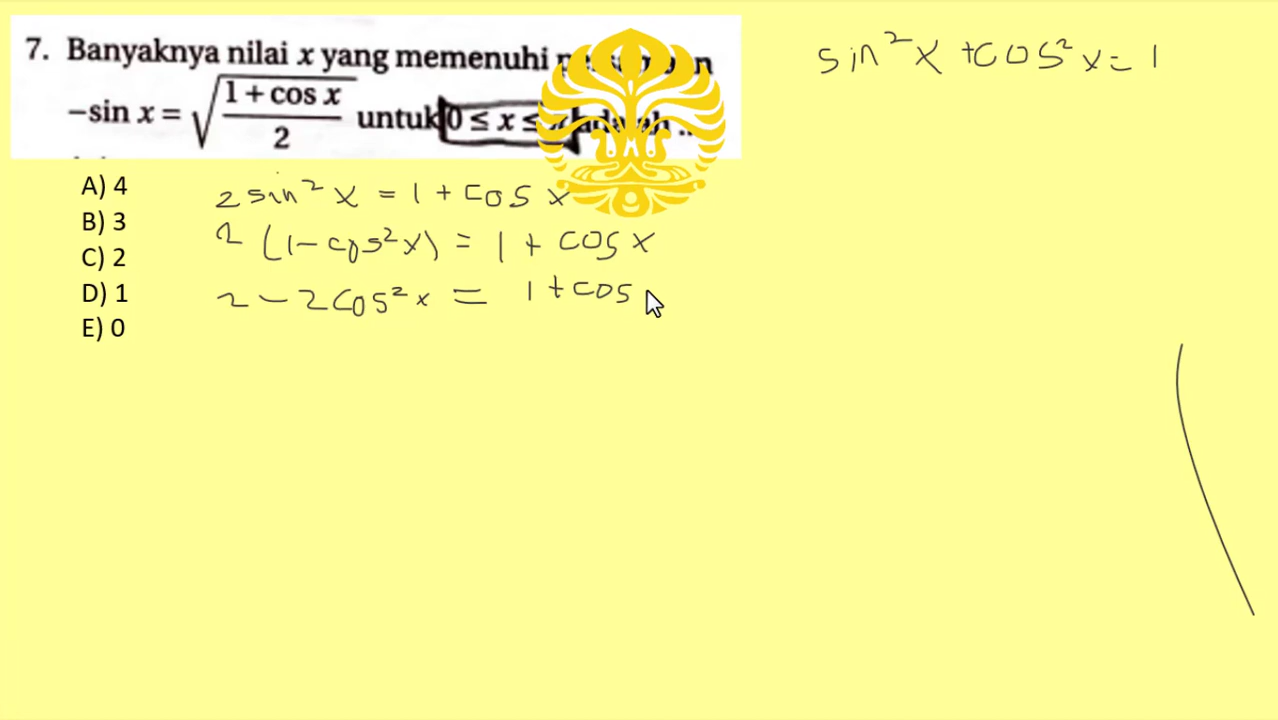 7. Banyaknya nilai x yang memenuhi
−sin x = √((1 + cos x)/2) untuk 0 ≤ x ≤
A) 4
B) 3
C) 2
D) 1
E) 0
sin²x + cos²x = 1
2 sin²x = 1 + cos x
2 (1 − cos²x) = 1 + cos x
2 − 2cos²x = 1 + cos